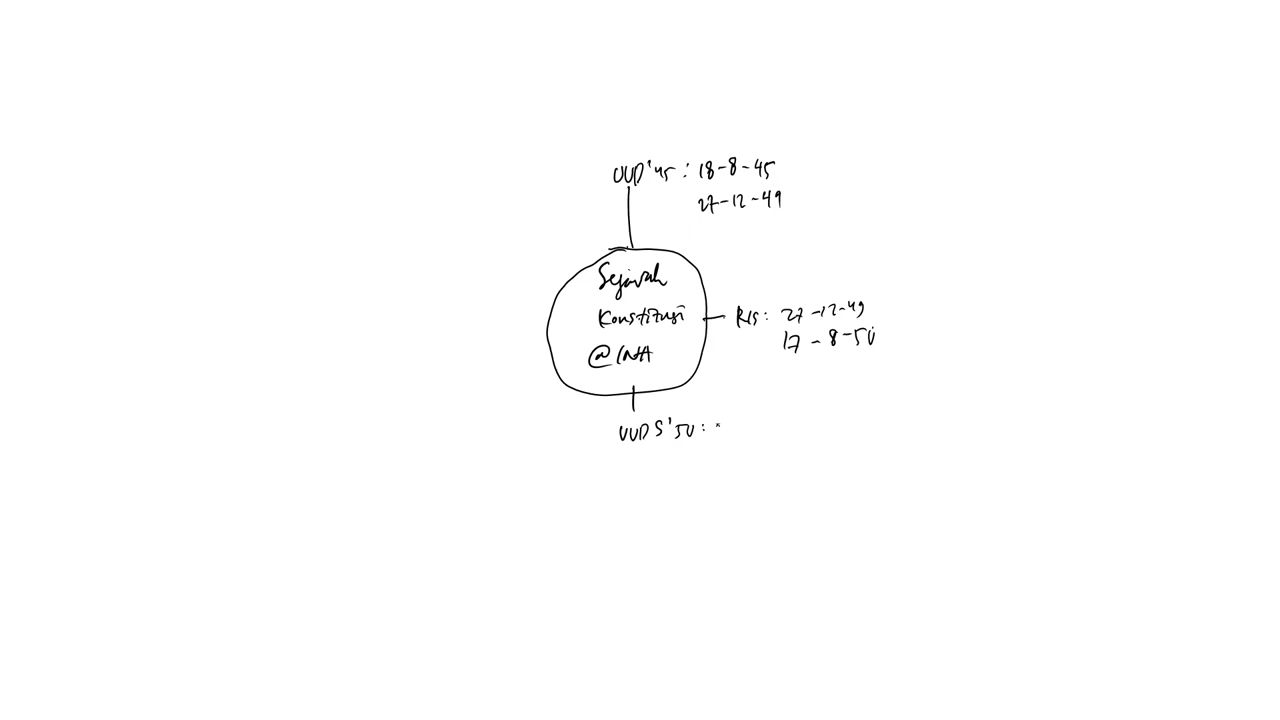 UUD'45 : 18-8-45
27-12-49
Sejarah
Konstitusi
@INA
RIS : 27-12-49
17-8-50
UUDS'50 :